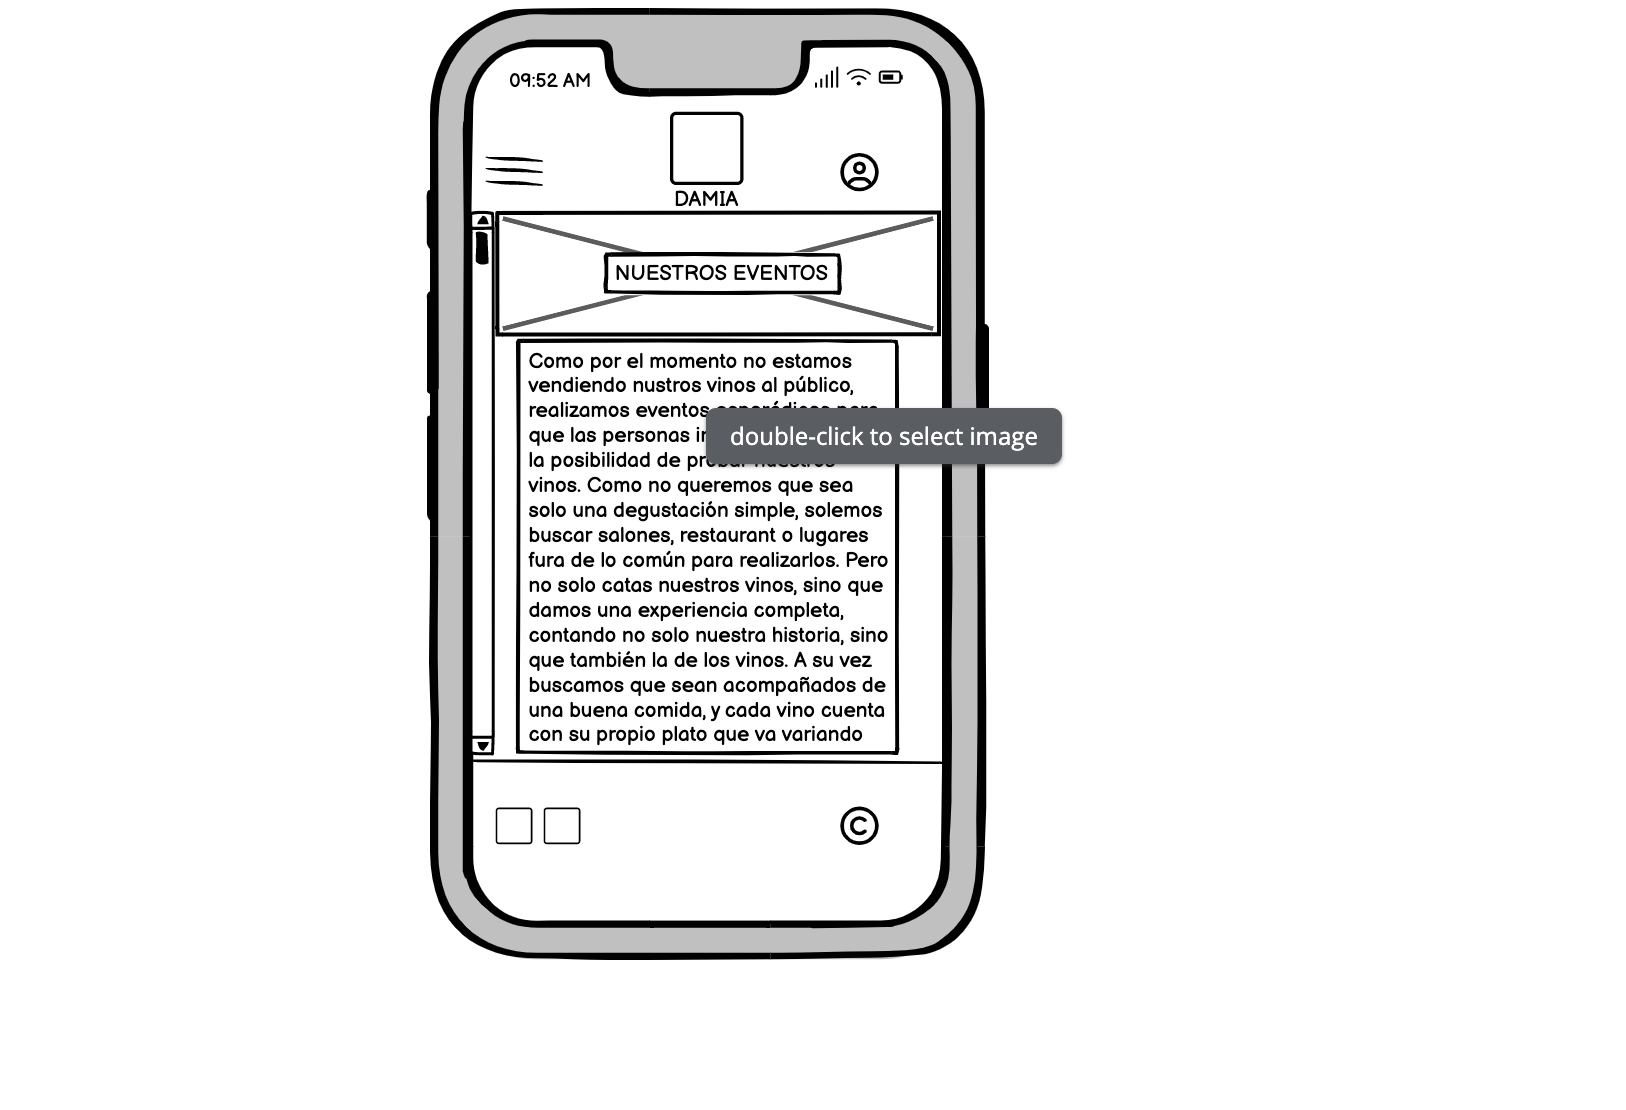 09:52 AM
DAMIA
NUESTROS EVENTOS
Como por el momento no estamos
vendiendo nustros vinos al público,
realizamos eventos
que las personas
double-click to select image
la posibilidad de probar nuestros
vinos. Como no queremos que sea
solo una degustación simple, solemos
buscar salones, restaurant o lugares
fura de lo común para realizarlos. Pero
no solo catas nuestros vinos, sino que
damos una experiencia completa,
contando no solo nuestra historia, sino
que también la de los vinos. A su vez
buscamos que sean acompañados de
una buena comida, y cada vino cuenta
con su propio plato que va variando
©